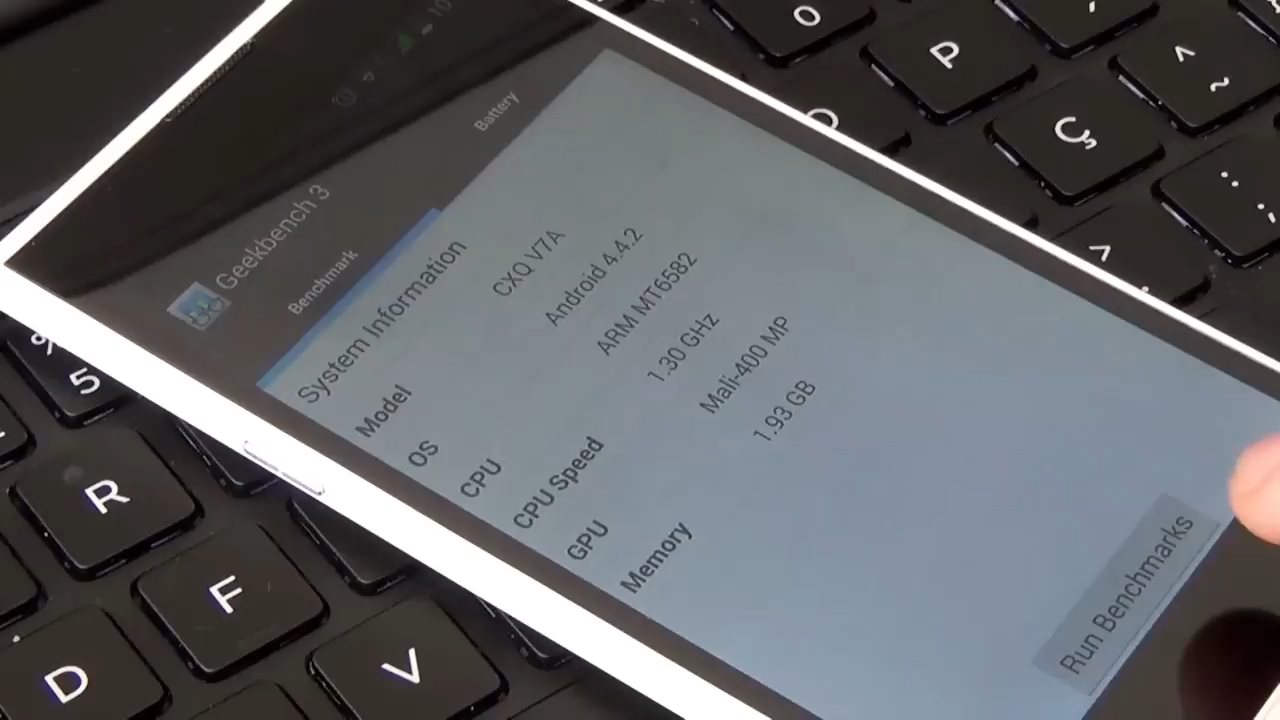 Geekbench 3
Benchmark
Battery
System Information
Model CXQ V7A
OS Android 4.4.2
CPU ARM MT6582
CPU Speed 1.30 GHz
GPU Mali-400 MP
Memory 1.93 GB
Run Benchmarks
O
P
^
~
Ç
%
5
R
F
D
V